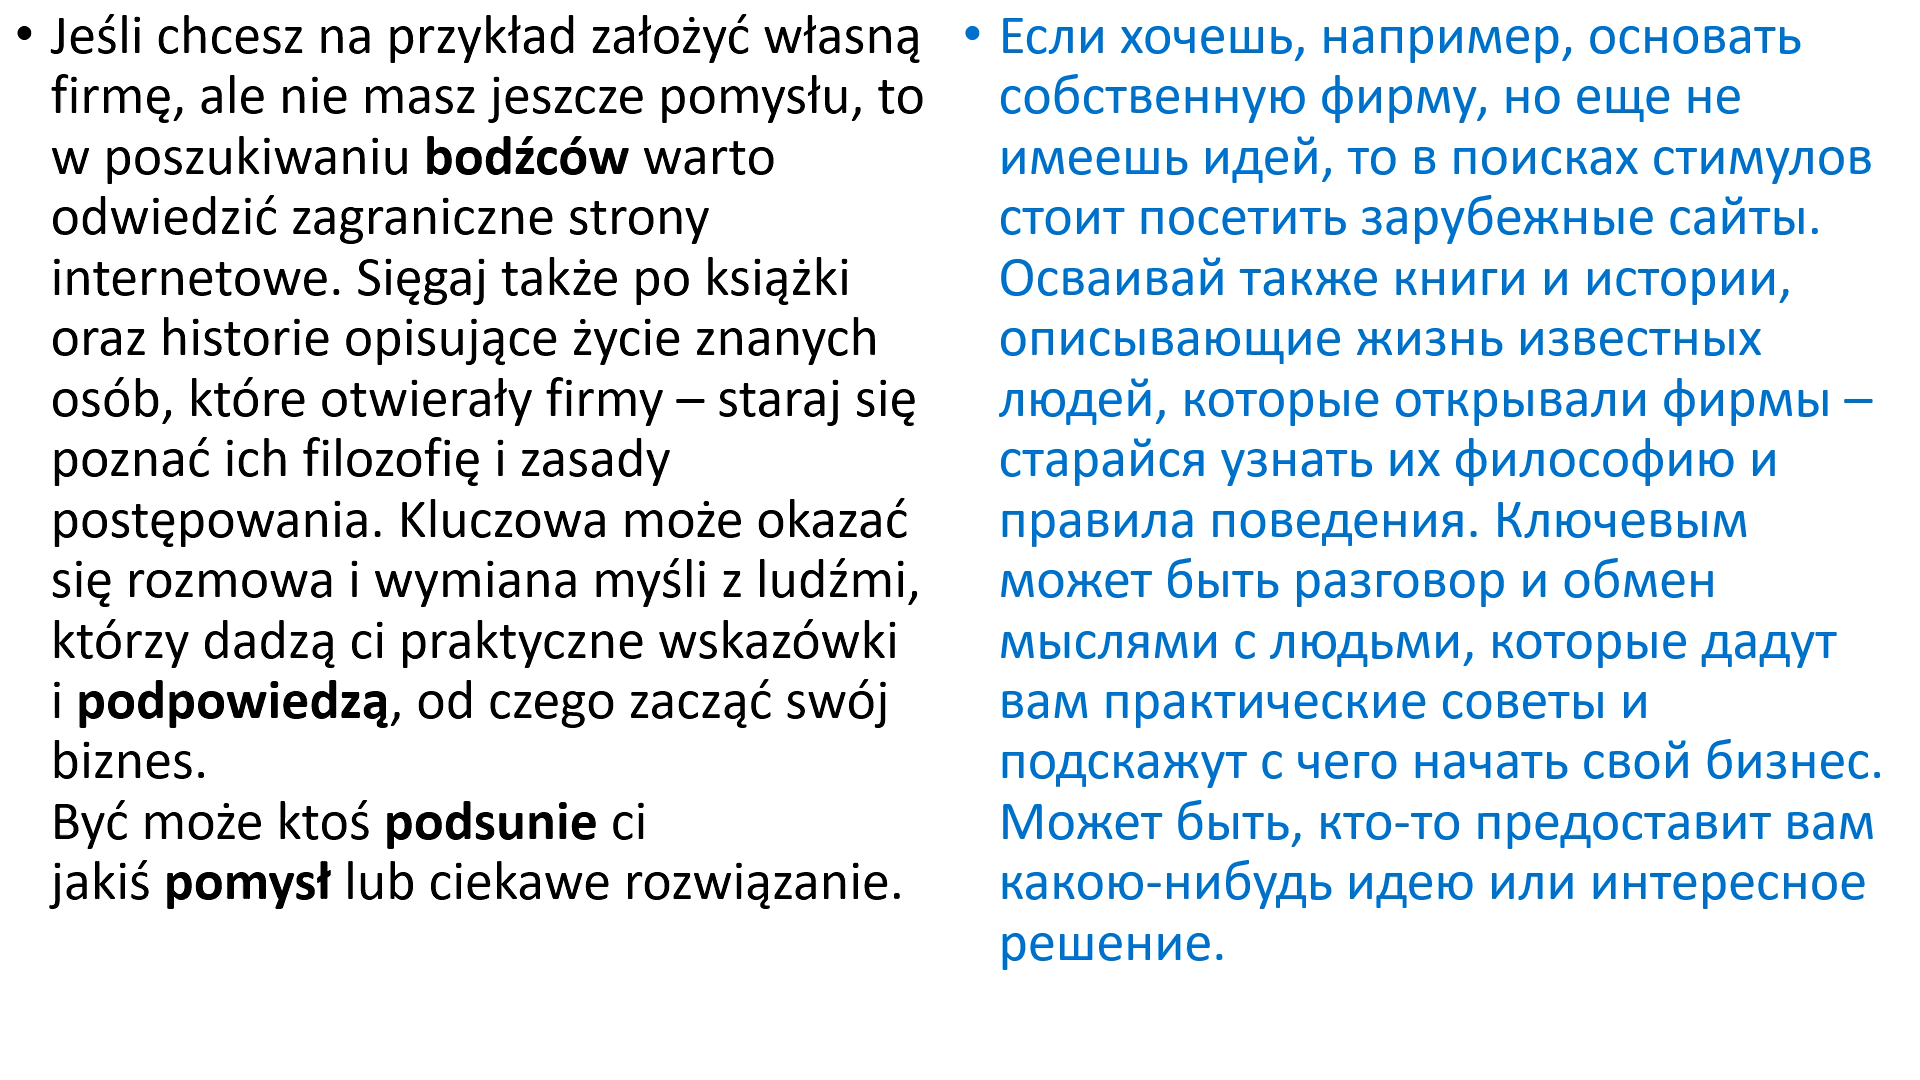 • Jeśli chcesz na przykład założyć własną
firmę, ale nie masz jeszcze pomysłu, to
w poszukiwaniu bodźców warto
odwiedzić zagraniczne strony
internetowe. Sięgaj także po książki
oraz historie opisujące życie znanych
osób, które otwierały firmy – staraj się
poznać ich filozofię i zasady
postępowania. Kluczowa może okazać
się rozmowa i wymiana myśli z ludźmi,
którzy dadzą ci praktyczne wskazówki
i podpowiedzą, od czego zacząć swój
biznes.
Być może ktoś podsunie ci
jakiś pomysł lub ciekawe rozwiązanie.
• Если хочешь, например, основать
собственную фирму, но еще не
имеешь идей, то в поисках стимулов
стоит посетить зарубежные сайты.
Осваивай также книги и истории,
описывающие жизнь известных
людей, которые открывали фирмы –
старайся узнать их философию и
правила поведения. Ключевым
может быть разговор и обмен
мыслями с людьми, которые дадут
вам практические советы и
подскажут с чего начать свой бизнес.
Может быть, кто-то предоставит вам
какою-нибудь идею или интересное
решение.